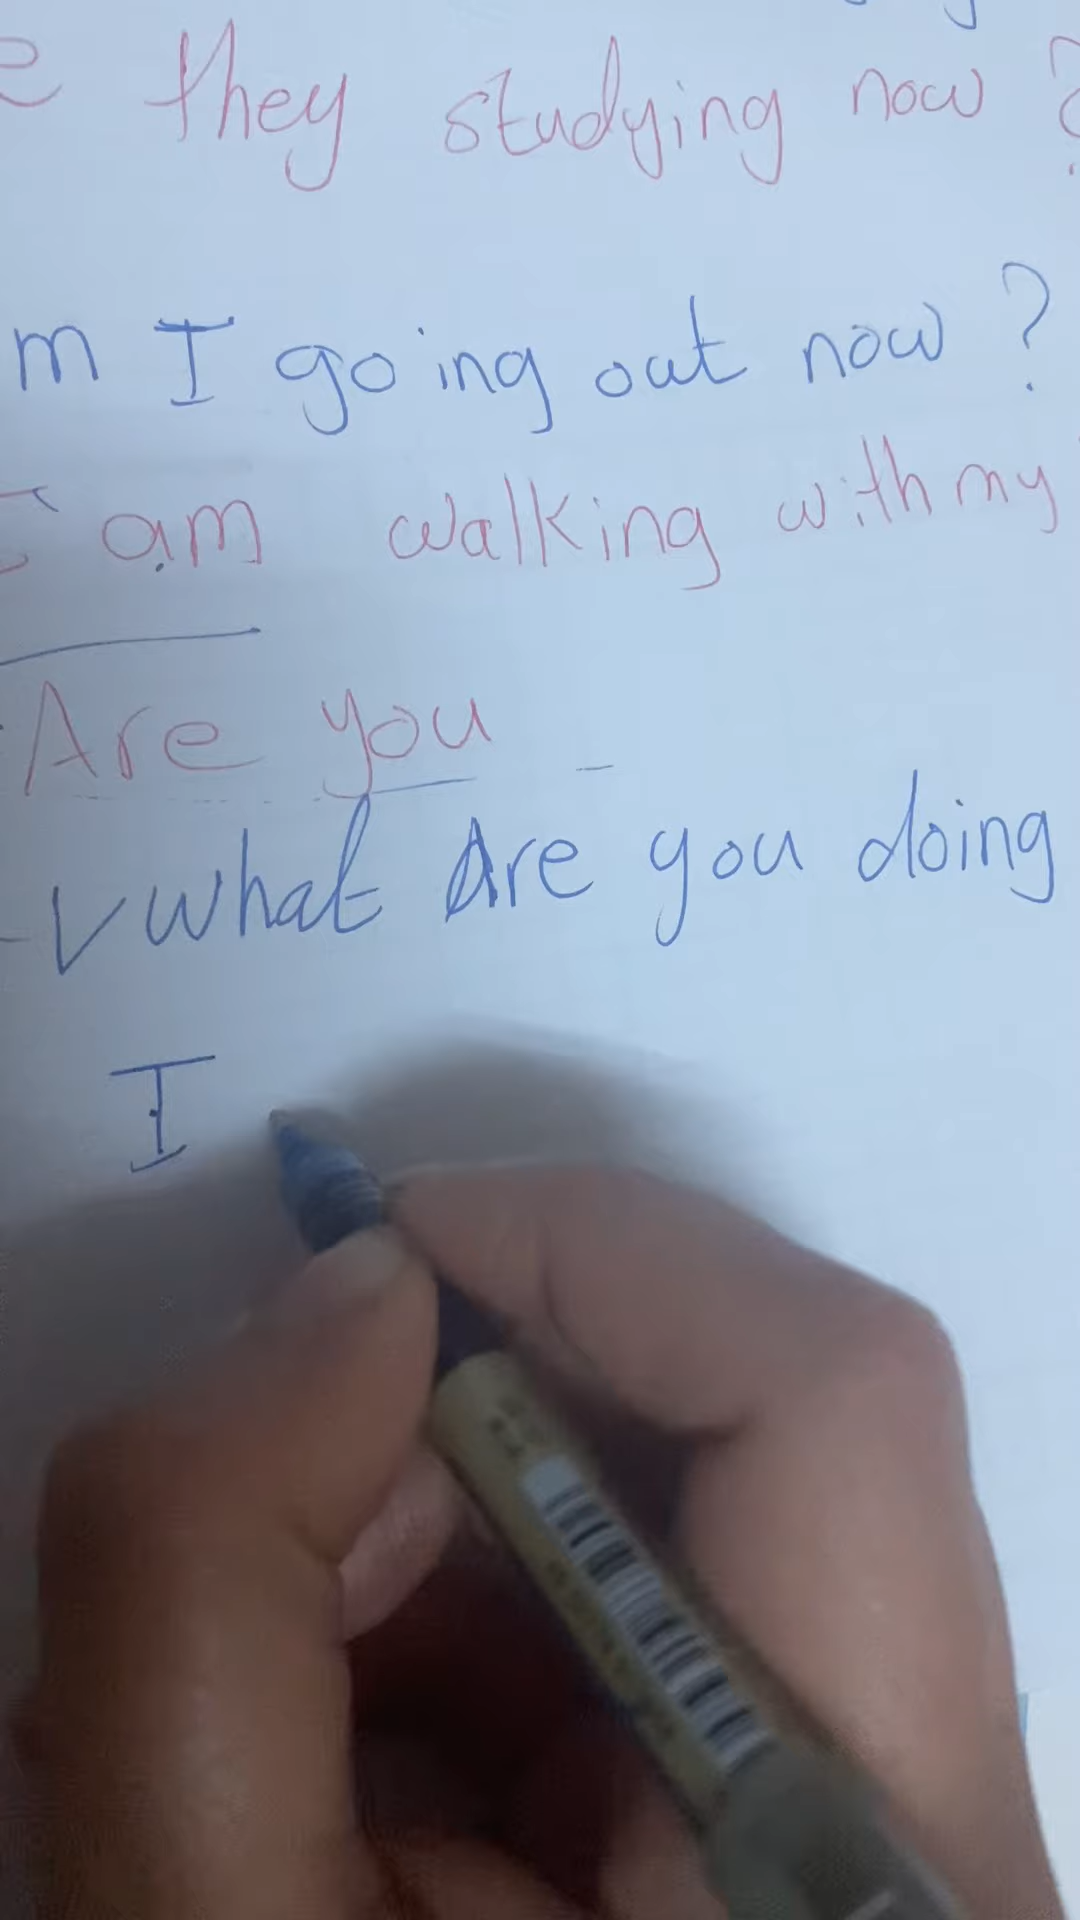 they studying now ?
I going out now ?
am walking with my
Are you
What Are you doing
I